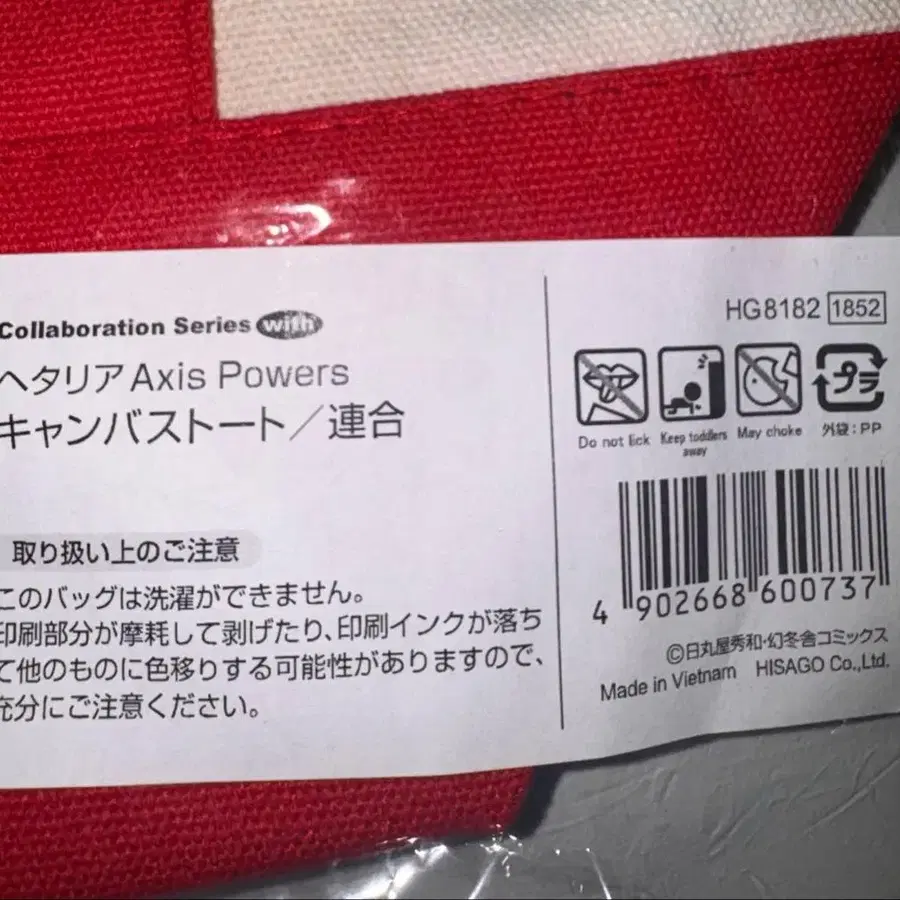 Collaboration Series with
ヘタリア Axis Powers
キャンバストート/連合
取り扱い上のご注意
このバッグは洗濯ができません。
印刷部分が摩耗して剥げたり、印刷インクが落ち
て他のものに色移りする可能性がありますので、
充分にご注意ください。
HG8182 1852
Do not lick
Keep toddlers away
May choke
プラ
外袋:PP
4 902668 600737
©日丸屋秀和・幻冬舎コミックス
Made in Vietnam HISAGO Co.,Ltd.